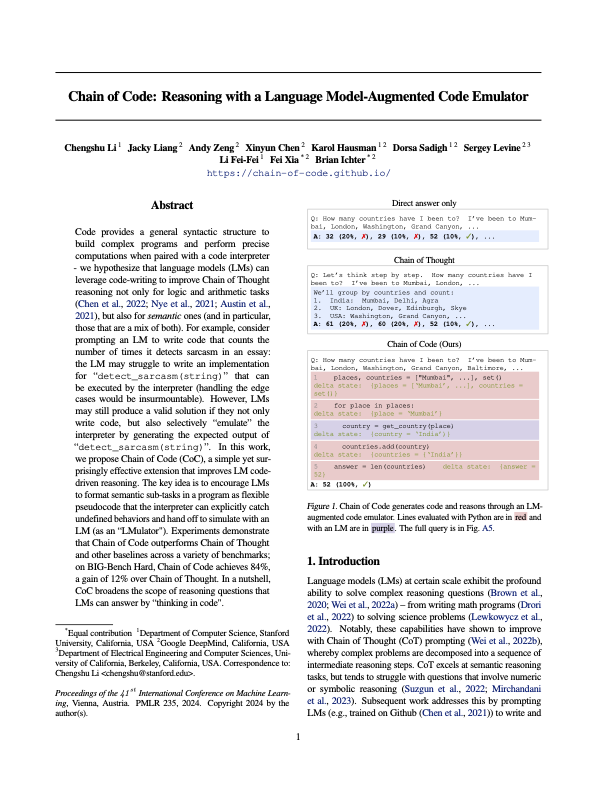 Chain of Code: Reasoning with a Language Model-Augmented Code Emulator
Chengshu Li 1 Jacky Liang 2 Andy Zeng 2 Xinyun Chen 2 Karol Hausman 1 2 Dorsa Sadigh 1 2 Sergey Levine 2 3
Li Fei-Fei 1 Fei Xia * 2 Brian Ichter * 2
https://chain-of-code.github.io/
Abstract
Code provides a general syntactic structure to
build complex programs and perform precise
computations when paired with a code interpreter
- we hypothesize that language models (LMs) can
leverage code-writing to improve Chain of Thought
reasoning not only for logic and arithmetic tasks
(Chen et al., 2022; Nye et al., 2021; Austin et al.,
2021), but also for semantic ones (and in particular,
those that are a mix of both). For example, consider
prompting an LM to write code that counts the
number of times it detects sarcasm in an essay:
the LM may struggle to write an implementation
for "detect_sarcasm(string)" that can
be executed by the interpreter (handling the edge
cases would be insurmountable). However, LMs
may still produce a valid solution if they not only
write code, but also selectively "emulate" the
interpreter by generating the expected output of
"detect_sarcasm(string)". In this work,
we propose Chain of Code (CoC), a simple yet sur-
prisingly effective extension that improves LM code-
driven reasoning. The key idea is to encourage LMs
to format semantic sub-tasks in a program as flexible
pseudocode that the interpreter can explicitly catch
undefined behaviors and hand off to simulate with an
LM (as an "LMulator"). Experiments demonstrate
that Chain of Code outperforms Chain of Thought
and other baselines across a variety of benchmarks;
on BIG-Bench Hard, Chain of Code achieves 84%,
a gain of 12% over Chain of Thought. In a nutshell,
CoC broadens the scope of reasoning questions that
LMs can answer by "thinking in code".
*Equal contribution 1Department of Computer Science, Stanford
University, California, USA 2Google DeepMind, California, USA
3Department of Electrical Engineering and Computer Sciences, Uni-
versity of California, Berkeley, California, USA. Correspondence to:
Chengshu Li <chengshu@stanford.edu>.
Proceedings of the 41st International Conference on Machine Learn-
ing, Vienna, Austria. PMLR 235, 2024. Copyright 2024 by the
author(s).
Direct answer only
Q: How many countries have I been to? I've been to Mum-
bai, London, Washington, Grand Canyon, ...
A: 32 (20%, ✗), 29 (10%, ✗), 52 (10%, ✓), ...
Chain of Thought
Q: Let's think step by step. How many countries have I
been to? I've been to Mumbai, London, ...
We'll group by countries and count:
1. India: Mumbai, Delhi, Agra
2. UK: London, Dover, Edinburgh, Skye
3. USA: Washington, Grand Canyon, ...
A: 61 (20%, ✗), 60 (20%, ✗), 52 (10%, ✓), ...
Chain of Code (Ours)
Q: How many countries have I been to? I've been to Mum-
bai, London, Washington, Grand Canyon, Baltimore, ...
1 places, countries = ["Mumbai", ...], set()
delta state: {places = ['Mumbai', ...], countries =
set()}
2 for place in places:
delta state: {place = 'Mumbai'}
3 country = get_country(place)
delta state: {country = 'India'}
4 countries.add(country)
delta state: {countries = {'India'}}
5 answer = len(countries) delta state: {answer =
52}
A: 52 (100%, ✓)
Figure 1. Chain of Code generates code and reasons through an LM-
augmented code emulator. Lines evaluated with Python are in red and
with an LM are in purple. The full query is in Fig. A5.
1. Introduction
Language models (LMs) at certain scale exhibit the profound
ability to solve complex reasoning questions (Brown et al.,
2020; Wei et al., 2022a) – from writing math programs (Drori
et al., 2022) to solving science problems (Lewkowycz et al.,
2022). Notably, these capabilities have shown to improve
with Chain of Thought (CoT) prompting (Wei et al., 2022b),
whereby complex problems are decomposed into a sequence of
intermediate reasoning steps. CoT excels at semantic reasoning
tasks, but tends to struggle with questions that involve numeric
or symbolic reasoning (Suzgun et al., 2022; Mirchandani
et al., 2023). Subsequent work addresses this by prompting
LMs (e.g., trained on Github (Chen et al., 2021)) to write and
1